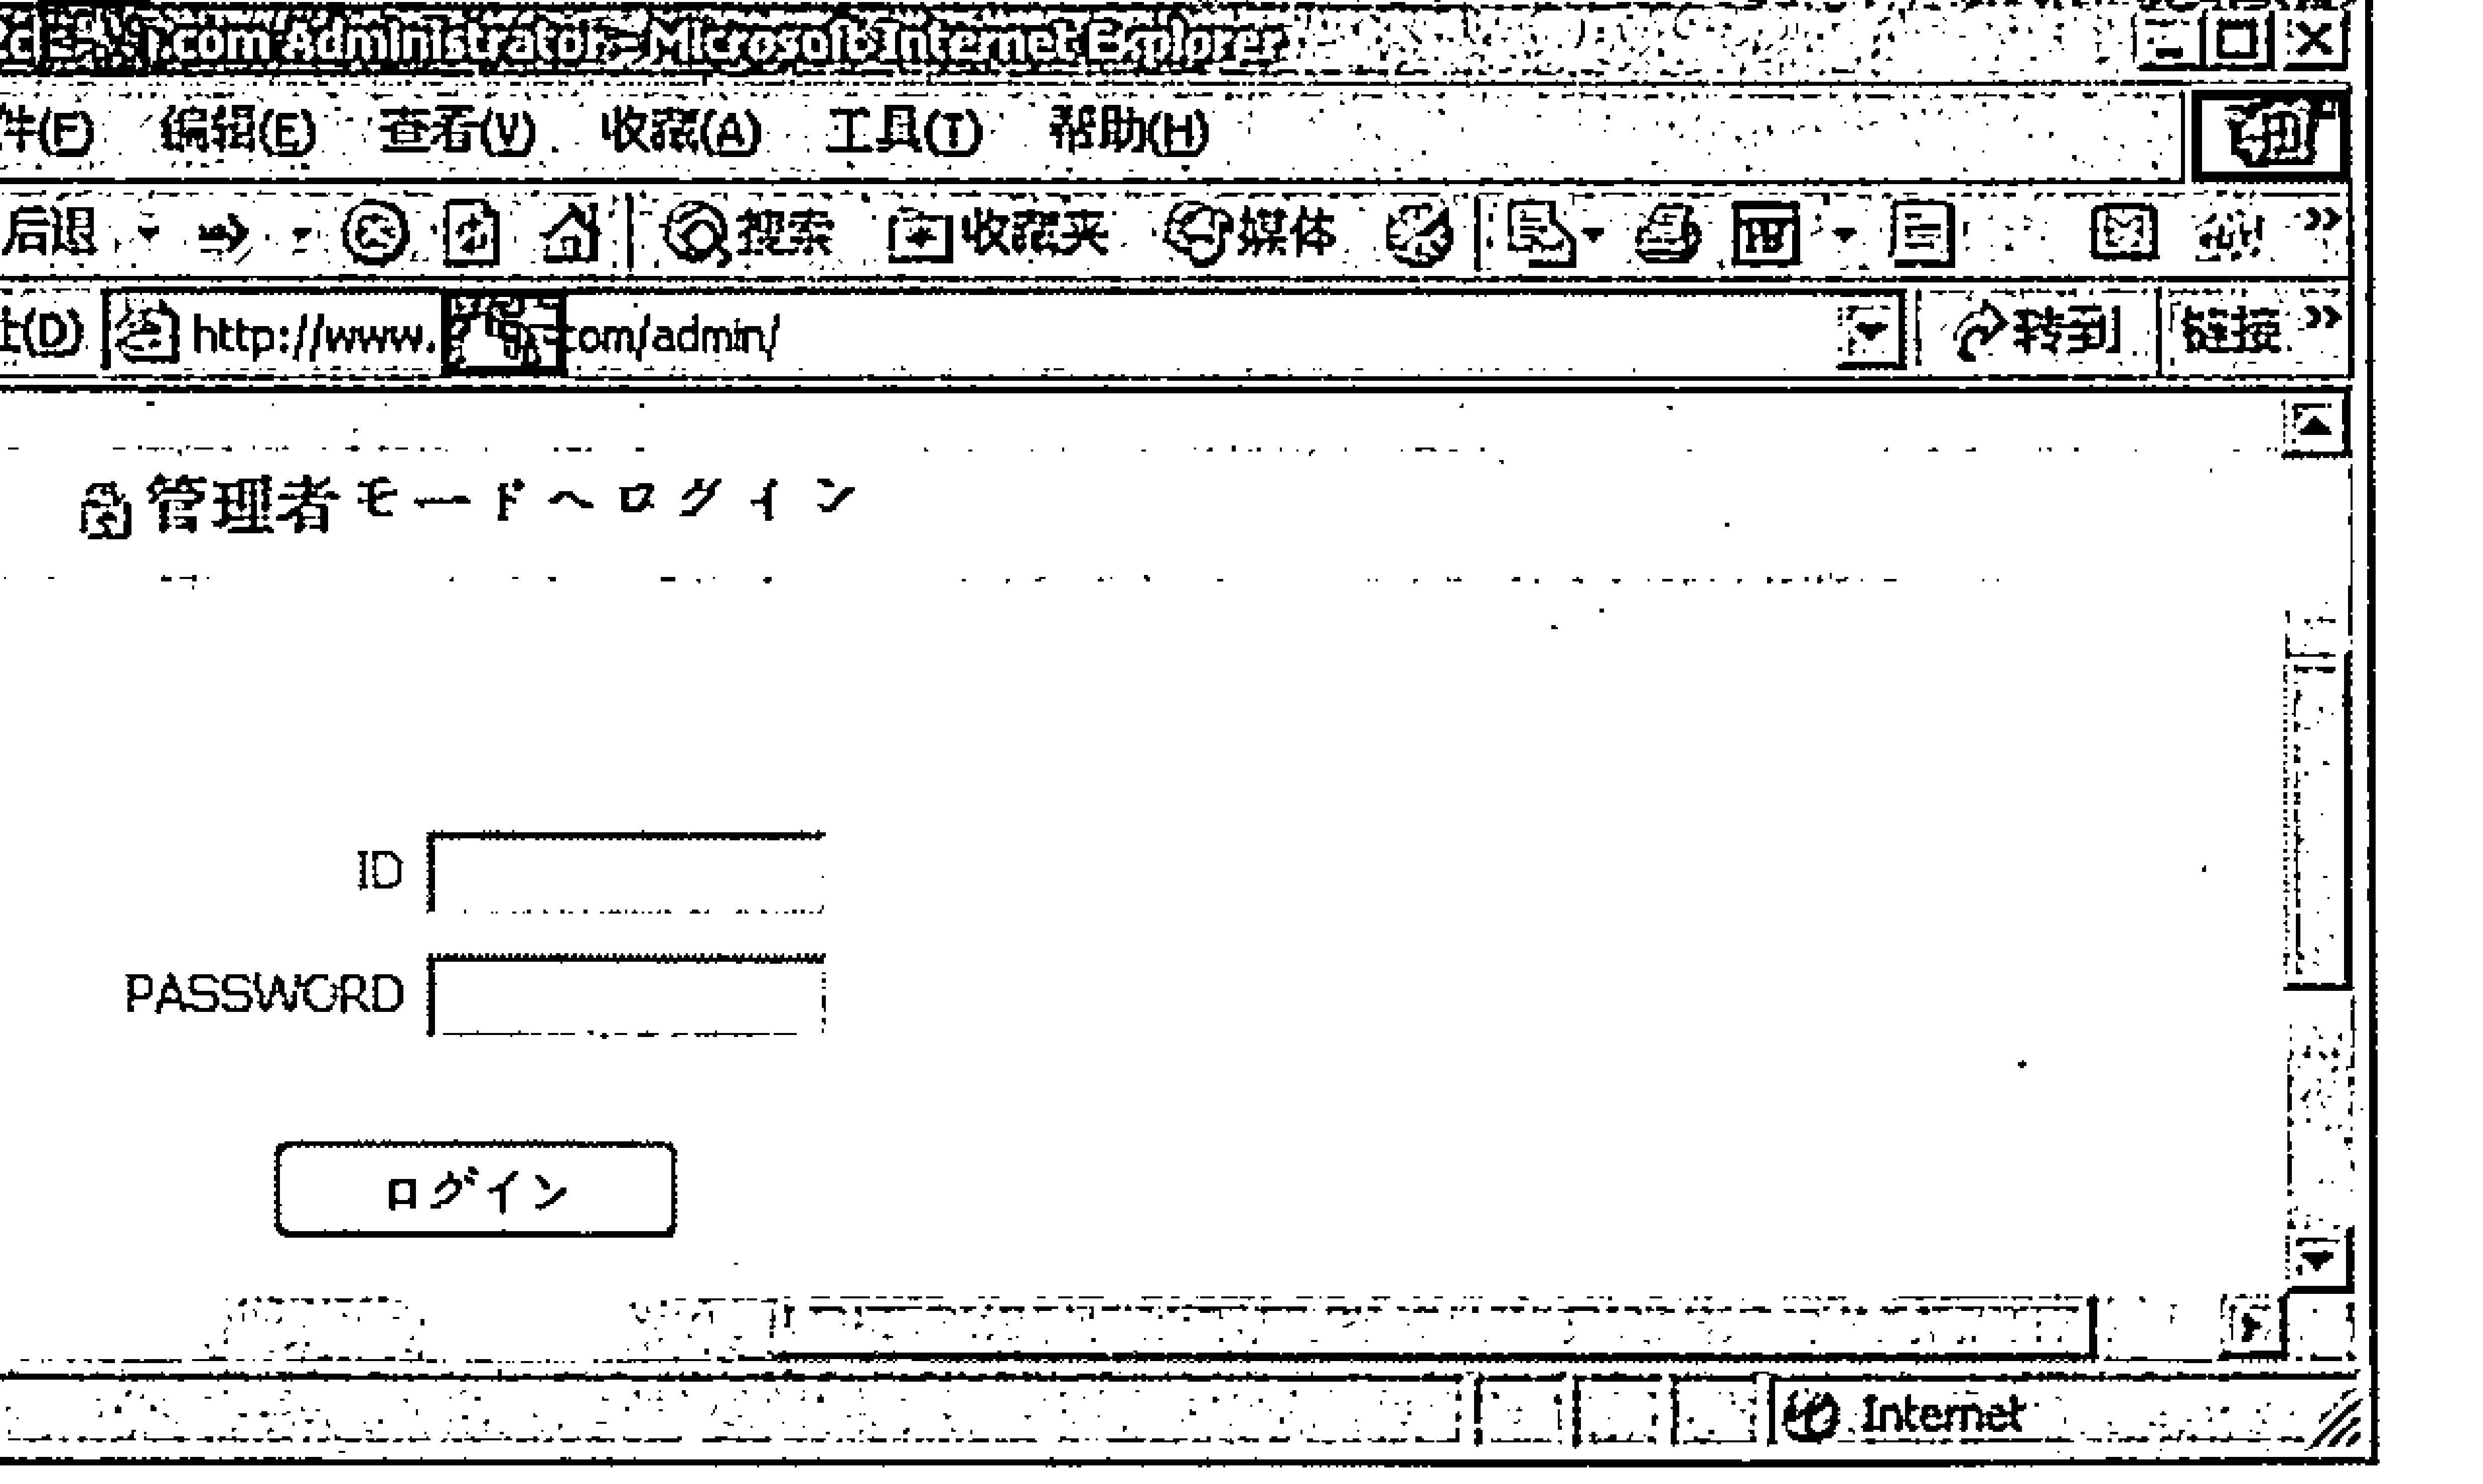 .com Administrator - Microsoft Internet Explorer
件(F) 编辑(E) 查看(V) 收藏(A) 工具(T) 帮助(H)
后退 搜索 收藏夹 媒体 »
址(D) http://www. com/admin/ 转到 链接 »
管理者モードへログイン
ID
PASSWORD
ログイン
Internet